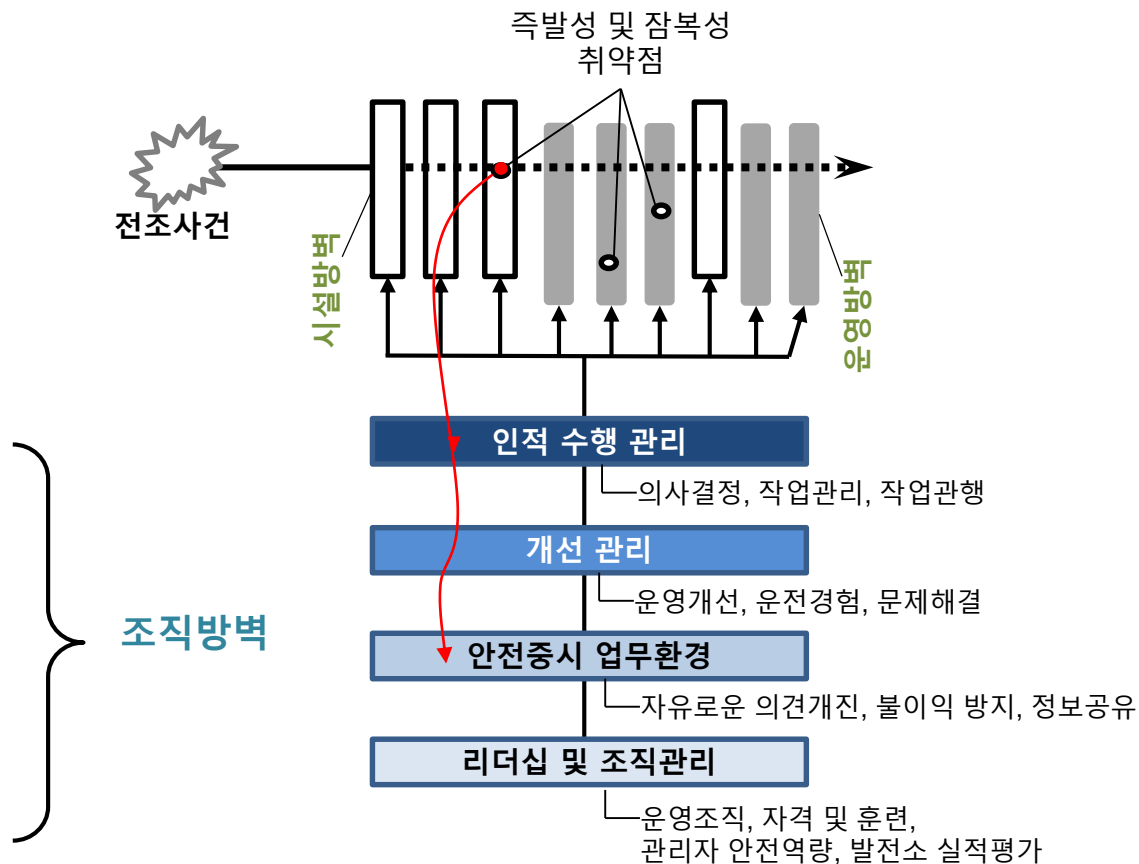 즉발성 및 잠복성
취약점
전조사건
시설방벽
운영방벽
인적 수행 관리
의사결정, 작업관리, 작업관행
개선 관리
운영개선, 운전경험, 문제해결
조직방벽
안전중시 업무환경
자유로운 의견개진, 불이익 방지, 정보공유
리더십 및 조직관리
운영조직, 자격 및 훈련,
관리자 안전역량, 발전소 실적평가